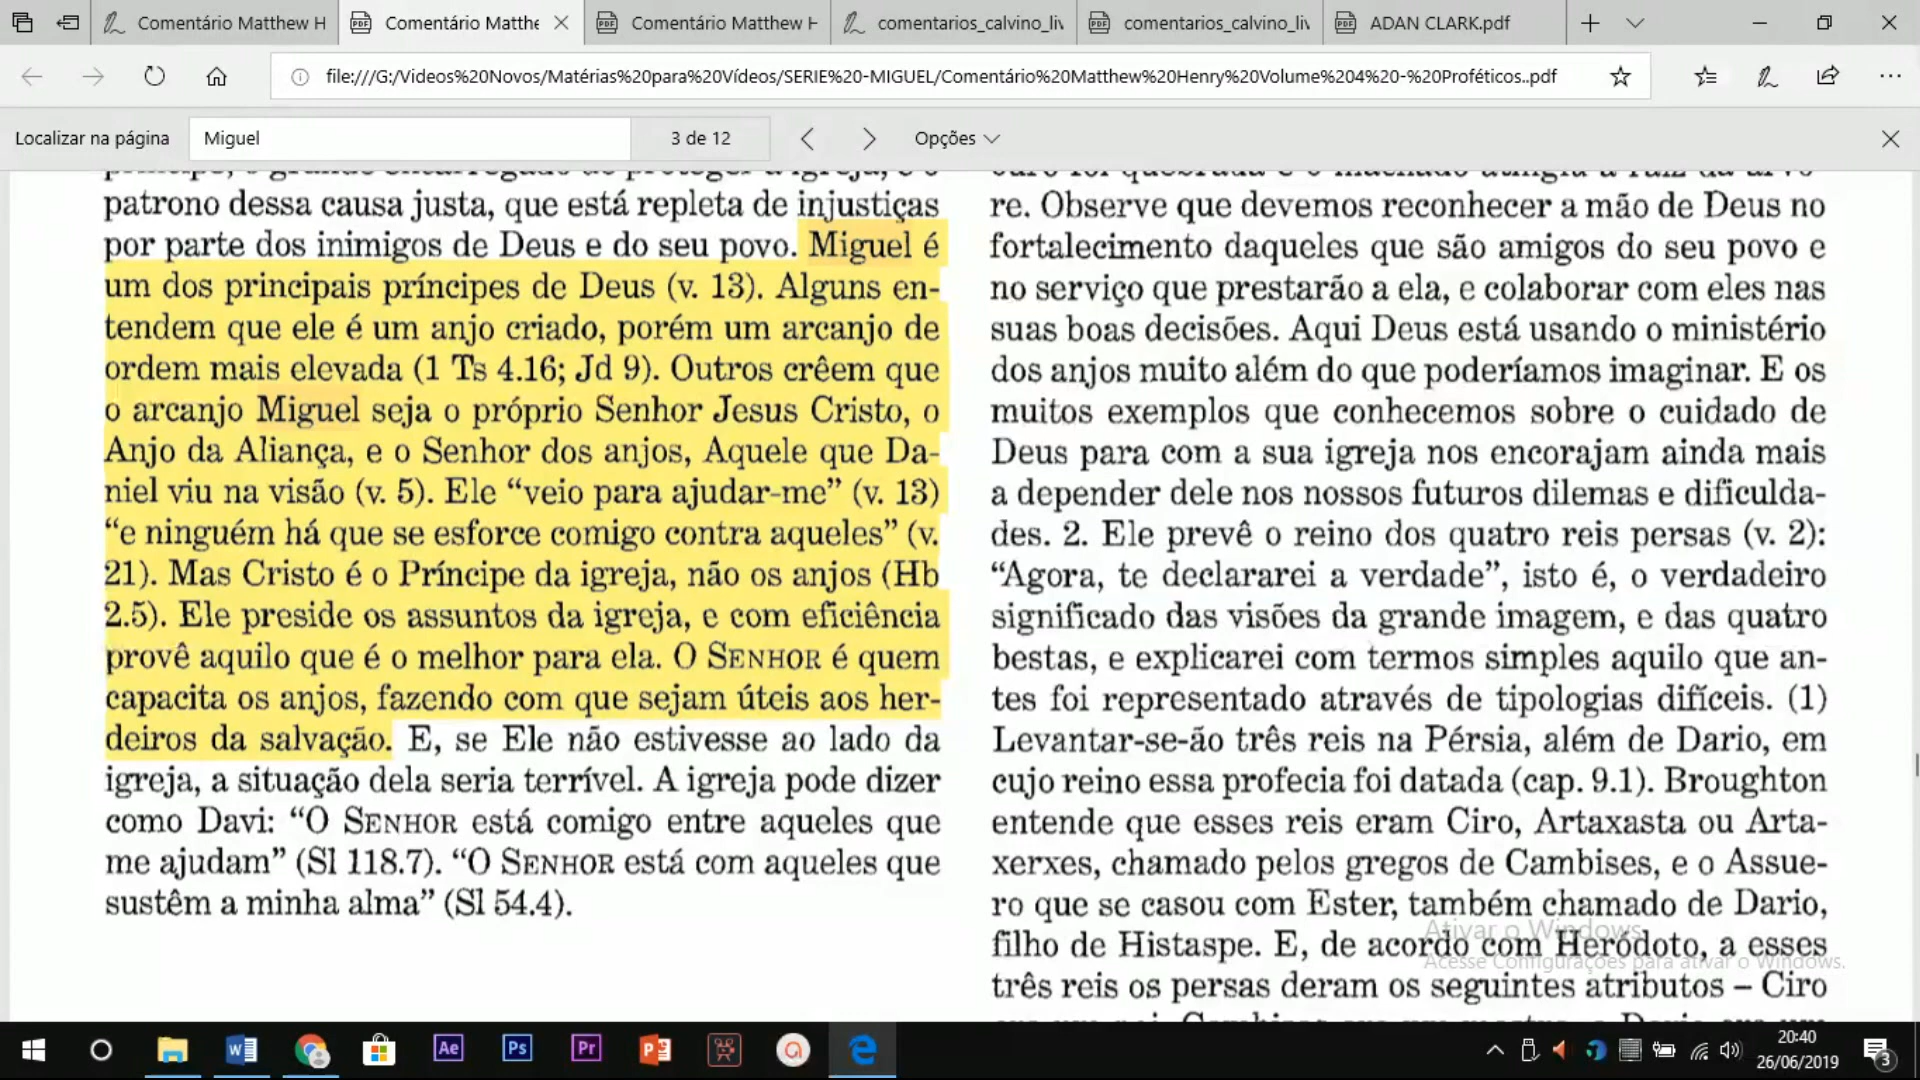 Comentário Matthew H
Comentário Matthe
Comentário Matthew H
comentarios_calvino_liv
comentarios_calvino_liv
ADAN CLARK.pdf
file:///G:/Videos%20Novos/Matérias%20para%20Vídeos/SERIE%20-MIGUEL/Comentário%20Matthew%20Henry%20Volume%204%20-%20Proféticos..pdf
Localizar na página
Miguel
3 de 12
Opções
patrono dessa causa justa, que está repleta de injustiças
por parte dos inimigos de Deus e do seu povo. Miguel é
um dos principais príncipes de Deus (v. 13). Alguns en-
tendem que ele é um anjo criado, porém um arcanjo de
ordem mais elevada (1 Ts 4.16; Jd 9). Outros crêem que
o arcanjo Miguel seja o próprio Senhor Jesus Cristo, o
Anjo da Aliança, e o Senhor dos anjos, Aquele que Da-
niel viu na visão (v. 5). Ele “veio para ajudar-me” (v. 13)
“e ninguém há que se esforce comigo contra aqueles” (v.
21). Mas Cristo é o Príncipe da igreja, não os anjos (Hb
2.5). Ele preside os assuntos da igreja, e com eficiência
provê aquilo que é o melhor para ela. O SENHOR é quem
capacita os anjos, fazendo com que sejam úteis aos her-
deiros da salvação. E, se Ele não estivesse ao lado da
igreja, a situação dela seria terrível. A igreja pode dizer
como Davi: “O SENHOR está comigo entre aqueles que
me ajudam” (Sl 118.7). “O SENHOR está com aqueles que
sustêm a minha alma” (Sl 54.4).
re. Observe que devemos reconhecer a mão de Deus no
fortalecimento daqueles que são amigos do seu povo e
no serviço que prestarão a ela, e colaborar com eles nas
suas boas decisões. Aqui Deus está usando o ministério
dos anjos muito além do que poderíamos imaginar. E os
muitos exemplos que conhecemos sobre o cuidado de
Deus para com a sua igreja nos encorajam ainda mais
a depender dele nos nossos futuros dilemas e dificulda-
des. 2. Ele prevê o reino dos quatro reis persas (v. 2):
“Agora, te declararei a verdade”, isto é, o verdadeiro
significado das visões da grande imagem, e das quatro
bestas, e explicarei com termos simples aquilo que an-
tes foi representado através de tipologias difíceis. (1)
Levantar-se-ão três reis na Pérsia, além de Dario, em
cujo reino essa profecia foi datada (cap. 9.1). Broughton
entende que esses reis eram Ciro, Artaxasta ou Arta-
xerxes, chamado pelos gregos de Cambises, e o Assue-
ro que se casou com Ester, também chamado de Dario,
filho de Histaspe. E, de acordo com Heródoto, a esses
três reis os persas deram os seguintes atributos – Ciro
Ativar o Windows
Acesse Configurações para ativar o Windows.
Ae
Ps
Pr
20:40
26/06/2019
3